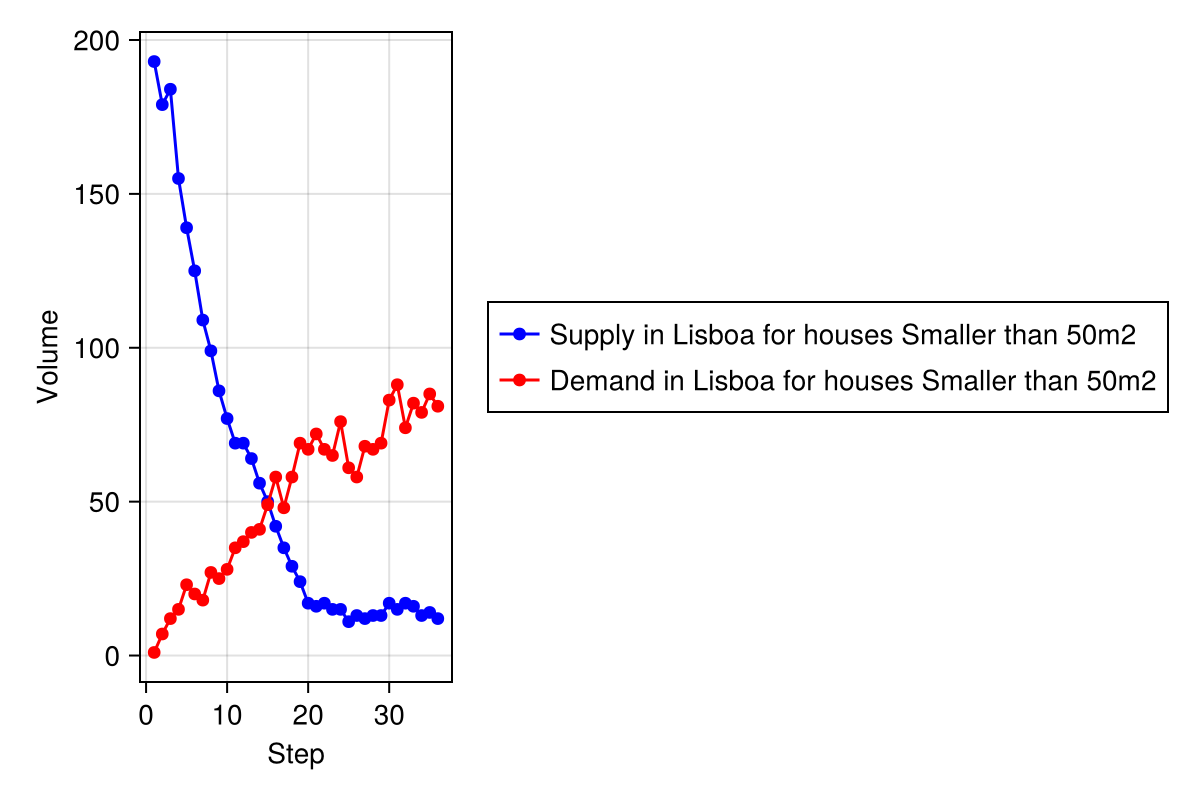 200
150
100
50
0
Volume
0 10 20 30
Step
Supply in Lisboa for houses Smaller than 50m2
Demand in Lisboa for houses Smaller than 50m2